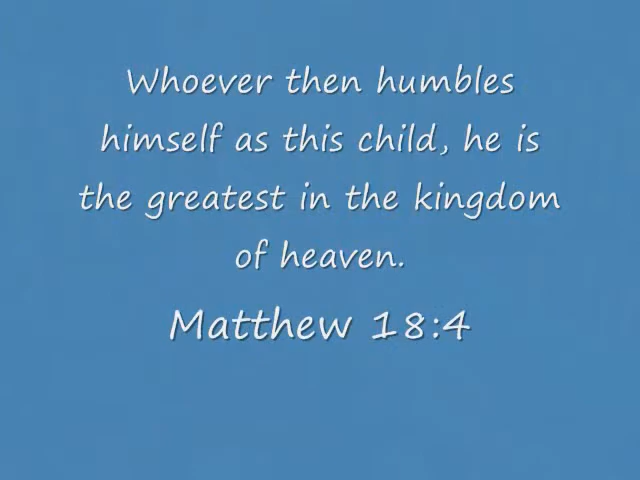 Whoever then humbles
himself as this child, he is
the greatest in the kingdom
of heaven.
Matthew 18:4